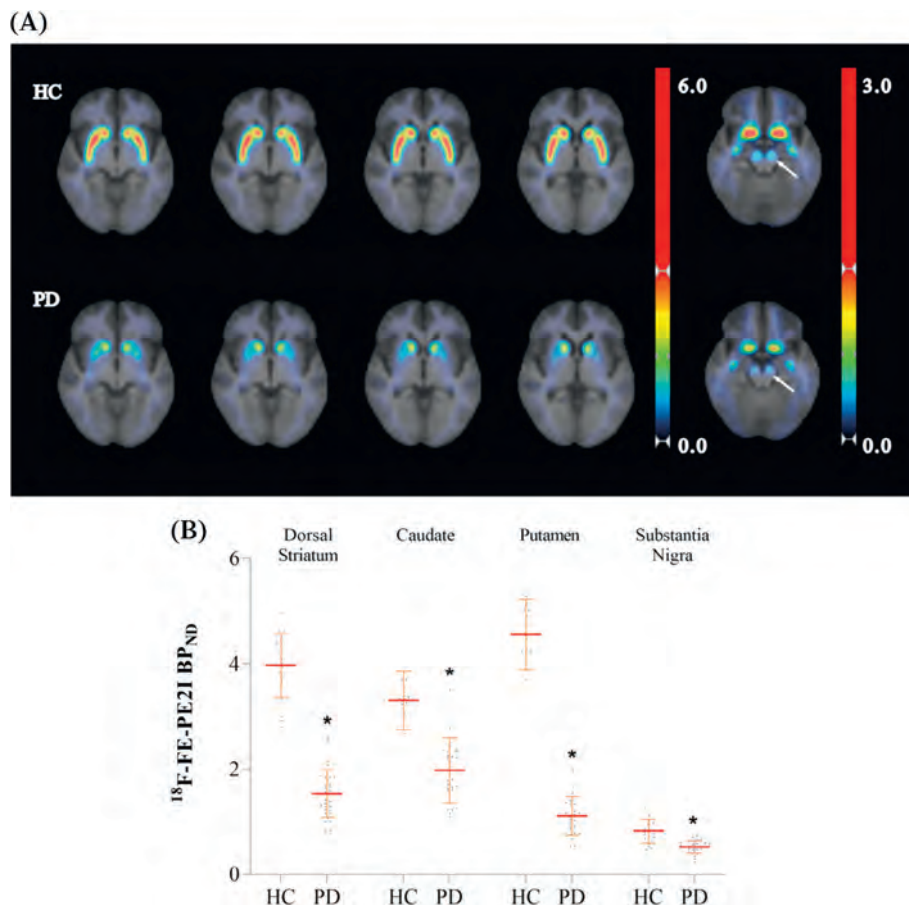 (A)
HC
6.0
3.0
PD
0.0
0.0
(B)
Dorsal
Striatum
Caudate
Putamen
Substantia
Nigra
¹⁸F-FE-PE2I BP_ND
6
4
2
0
*
*
*
*
HC PD HC PD HC PD HC PD